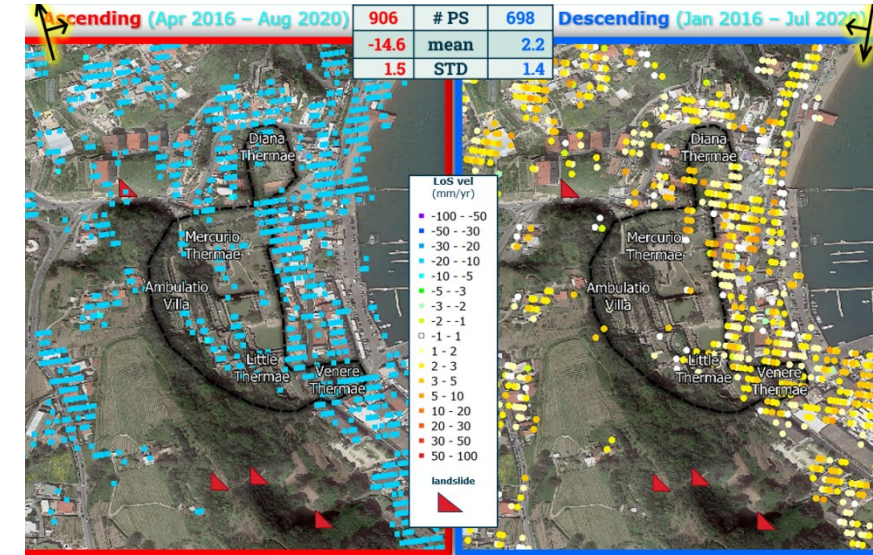 Ascending (Apr 2016 – Aug 2020)
906 # PS 698
Descending (Jan 2016 – Jul 2020)
-14.6 mean 2.2
1.5 STD 1.4
Diana
Thermae
Mercurio
Thermae
Ambulatio
Villa
Little
Thermae
Venere
Thermae
LoS vel
(mm/yr)
-100 - -50
-50 - -30
-30 - -20
-20 - -10
-10 - -5
-5 - -3
-3 - -2
-2 - -1
-1 - 1
1 - 2
2 - 3
3 - 5
5 - 10
10 - 20
20 - 30
30 - 50
50 - 100
landslide
Diana
Thermae
Mercurio
Thermae
Ambulatio
Villa
Little
Thermae
Venere
Thermae